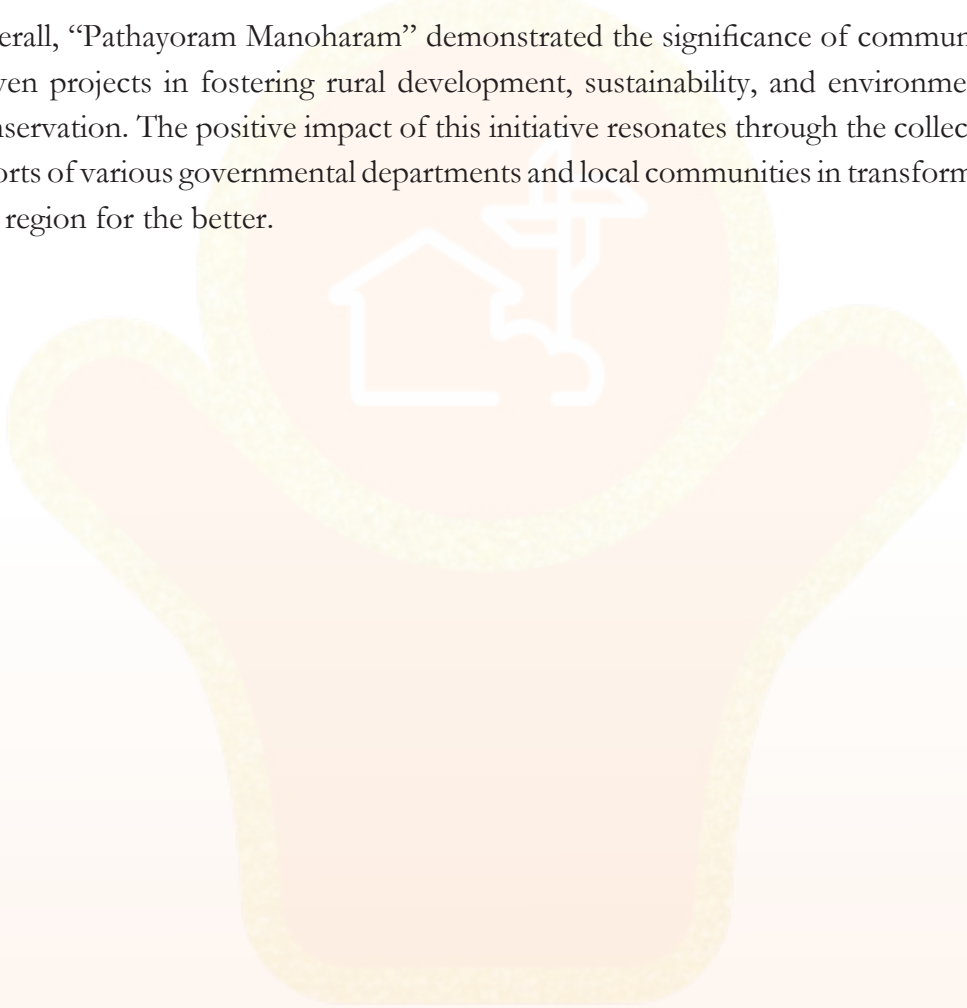 erall, “Pathayoram Manoharam” demonstrated the significance of commun
ven projects in fostering rural development, sustainability, and environme
nservation. The positive impact of this initiative resonates through the collec
orts of various governmental departments and local communities in transform
region for the better.